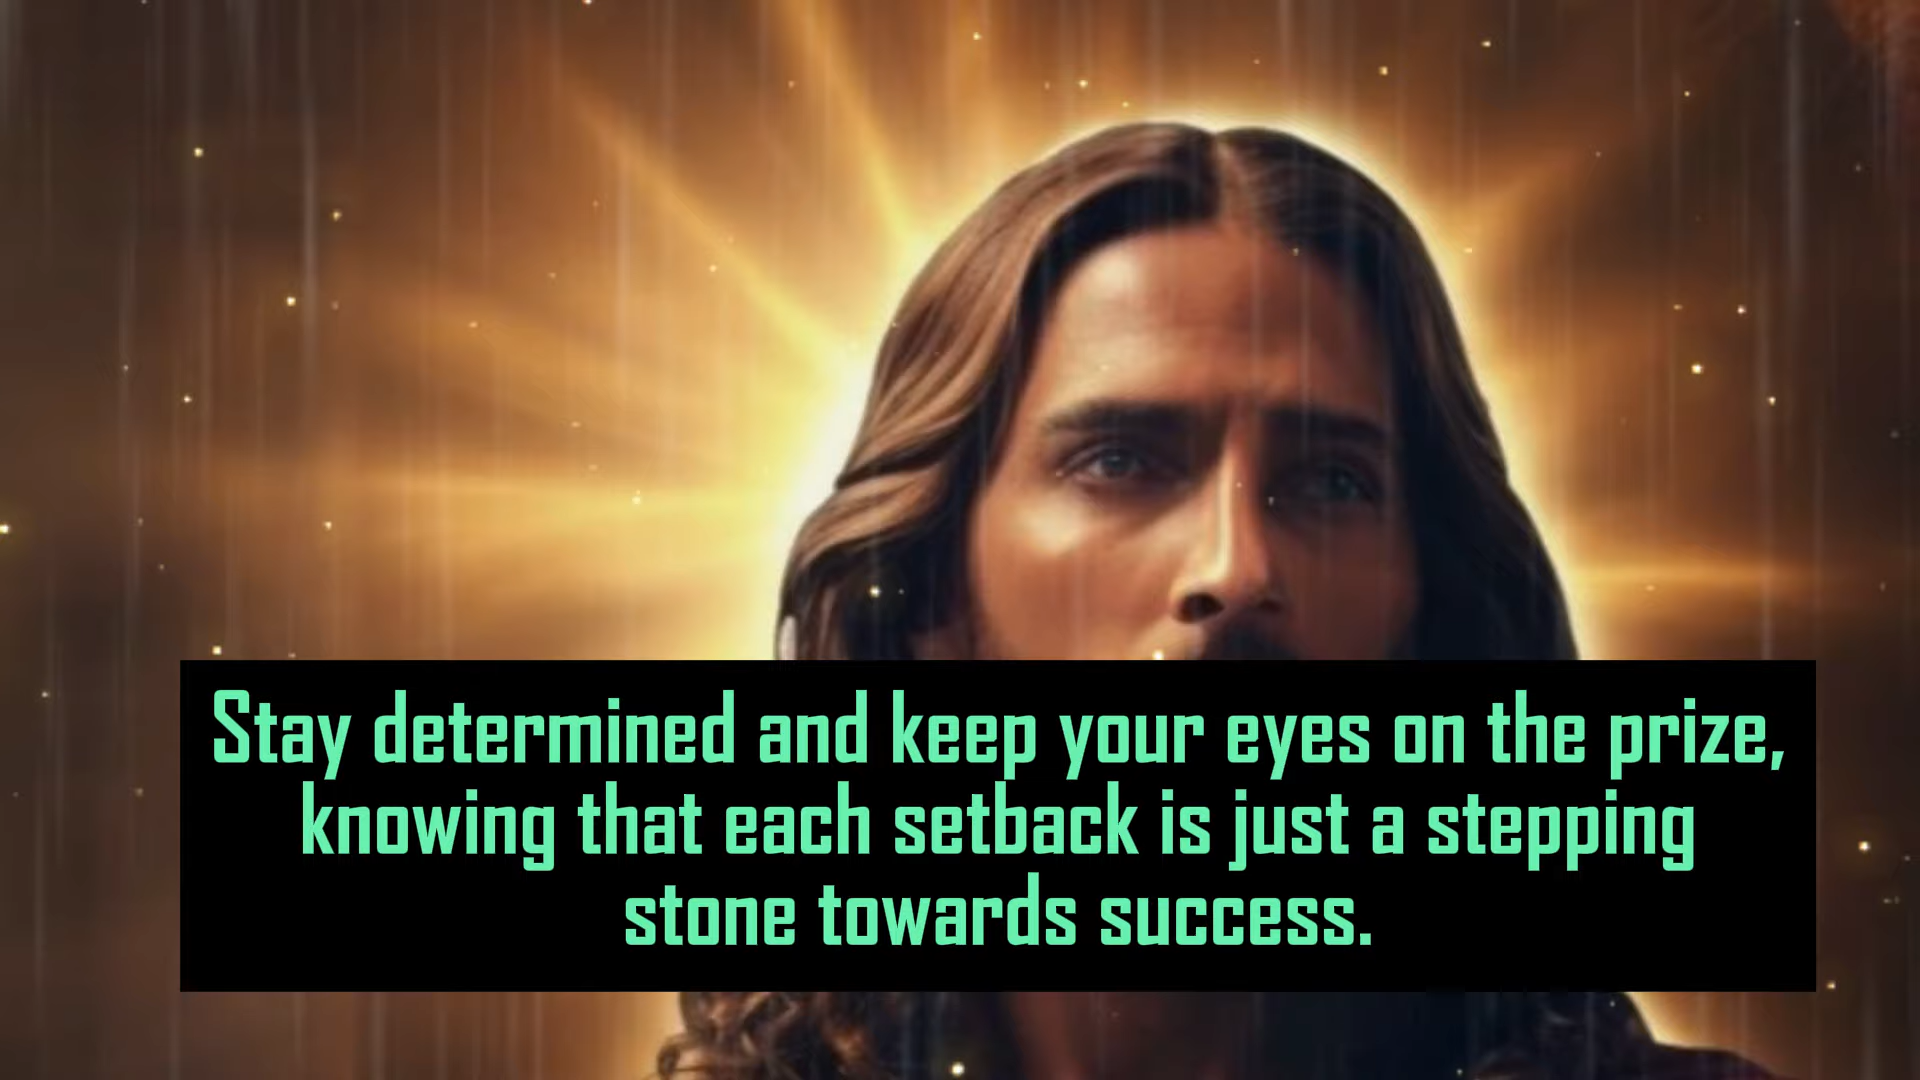 Stay determined and keep your eyes on the prize,
knowing that each setback is just a stepping
stone towards success.